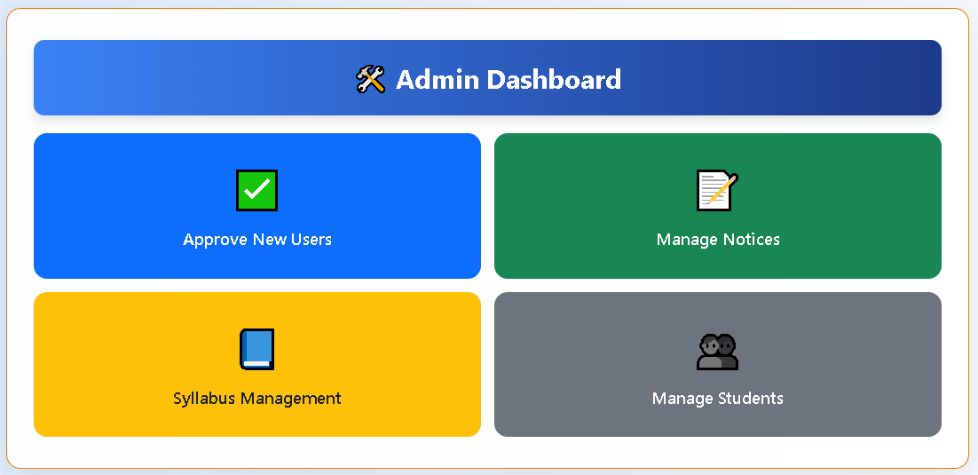 Admin Dashboard
Approve New Users
Manage Notices
Syllabus Management
Manage Students